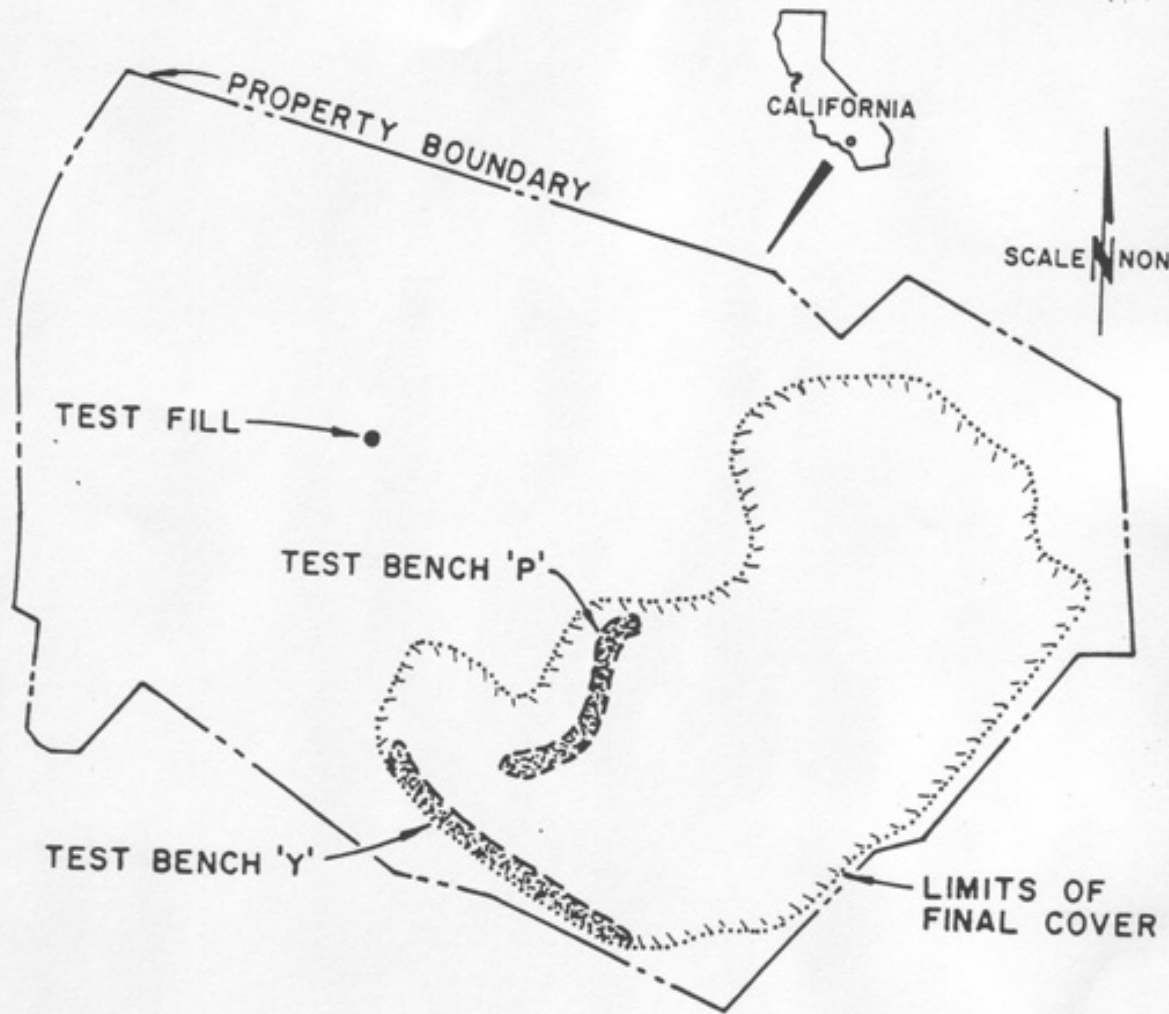 CALIFORNIA
PROPERTY BOUNDARY
SCALE N NON
TEST FILL
TEST BENCH 'P'
TEST BENCH 'Y'
LIMITS OF
FINAL COVER